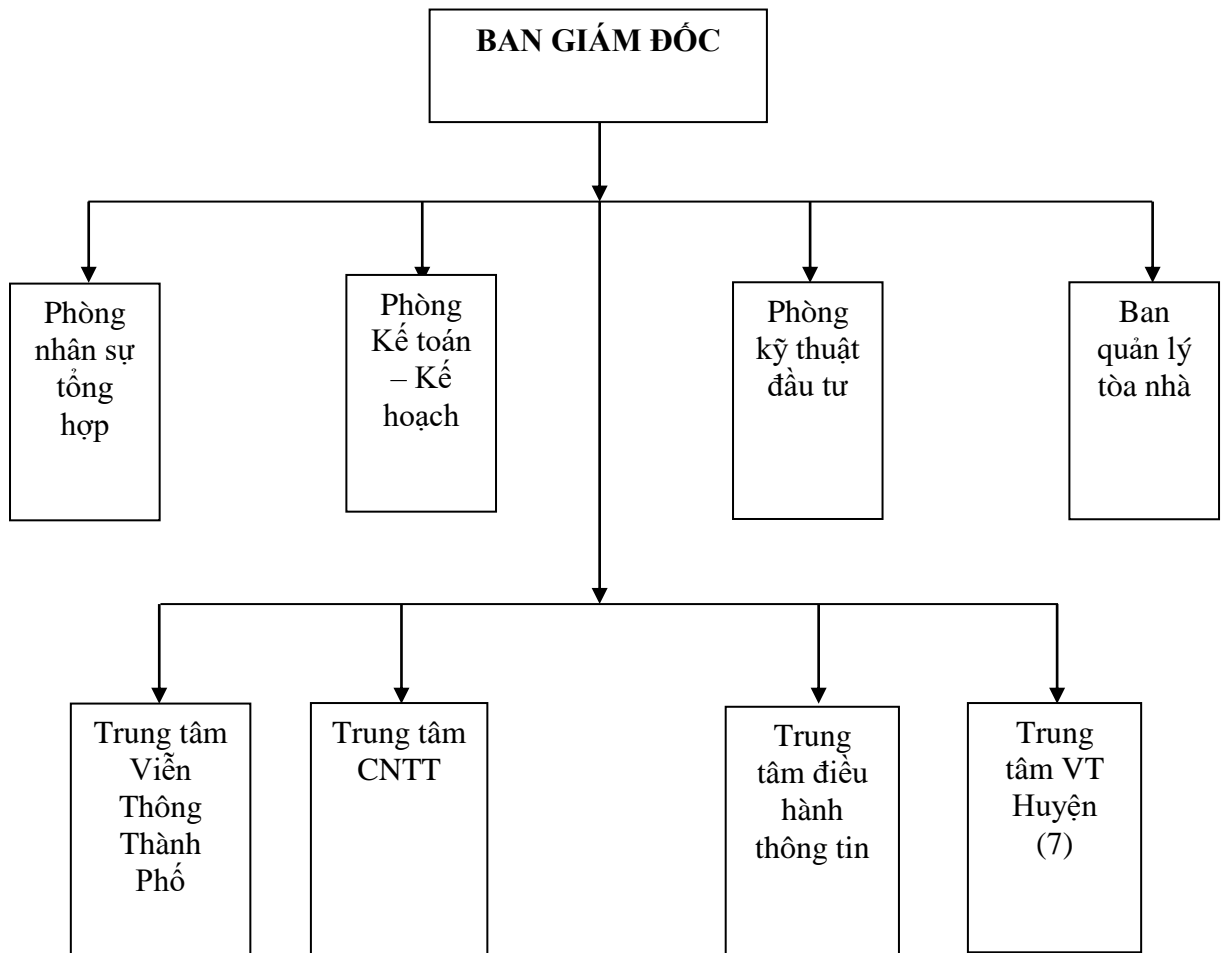 BAN GIÁM ĐỐC
Phòng
nhân sự
tổng
hợp
Phòng
Kế toán
– Kế
hoạch
Phòng
kỹ thuật
đầu tư
Ban
quản lý
tòa nhà
Trung tâm
Viễn
Thông
Thành
Phố
Trung tâm
CNTT
Trung
tâm điều
hành
thông tin
Trung
tâm VT
Huyện
(7)